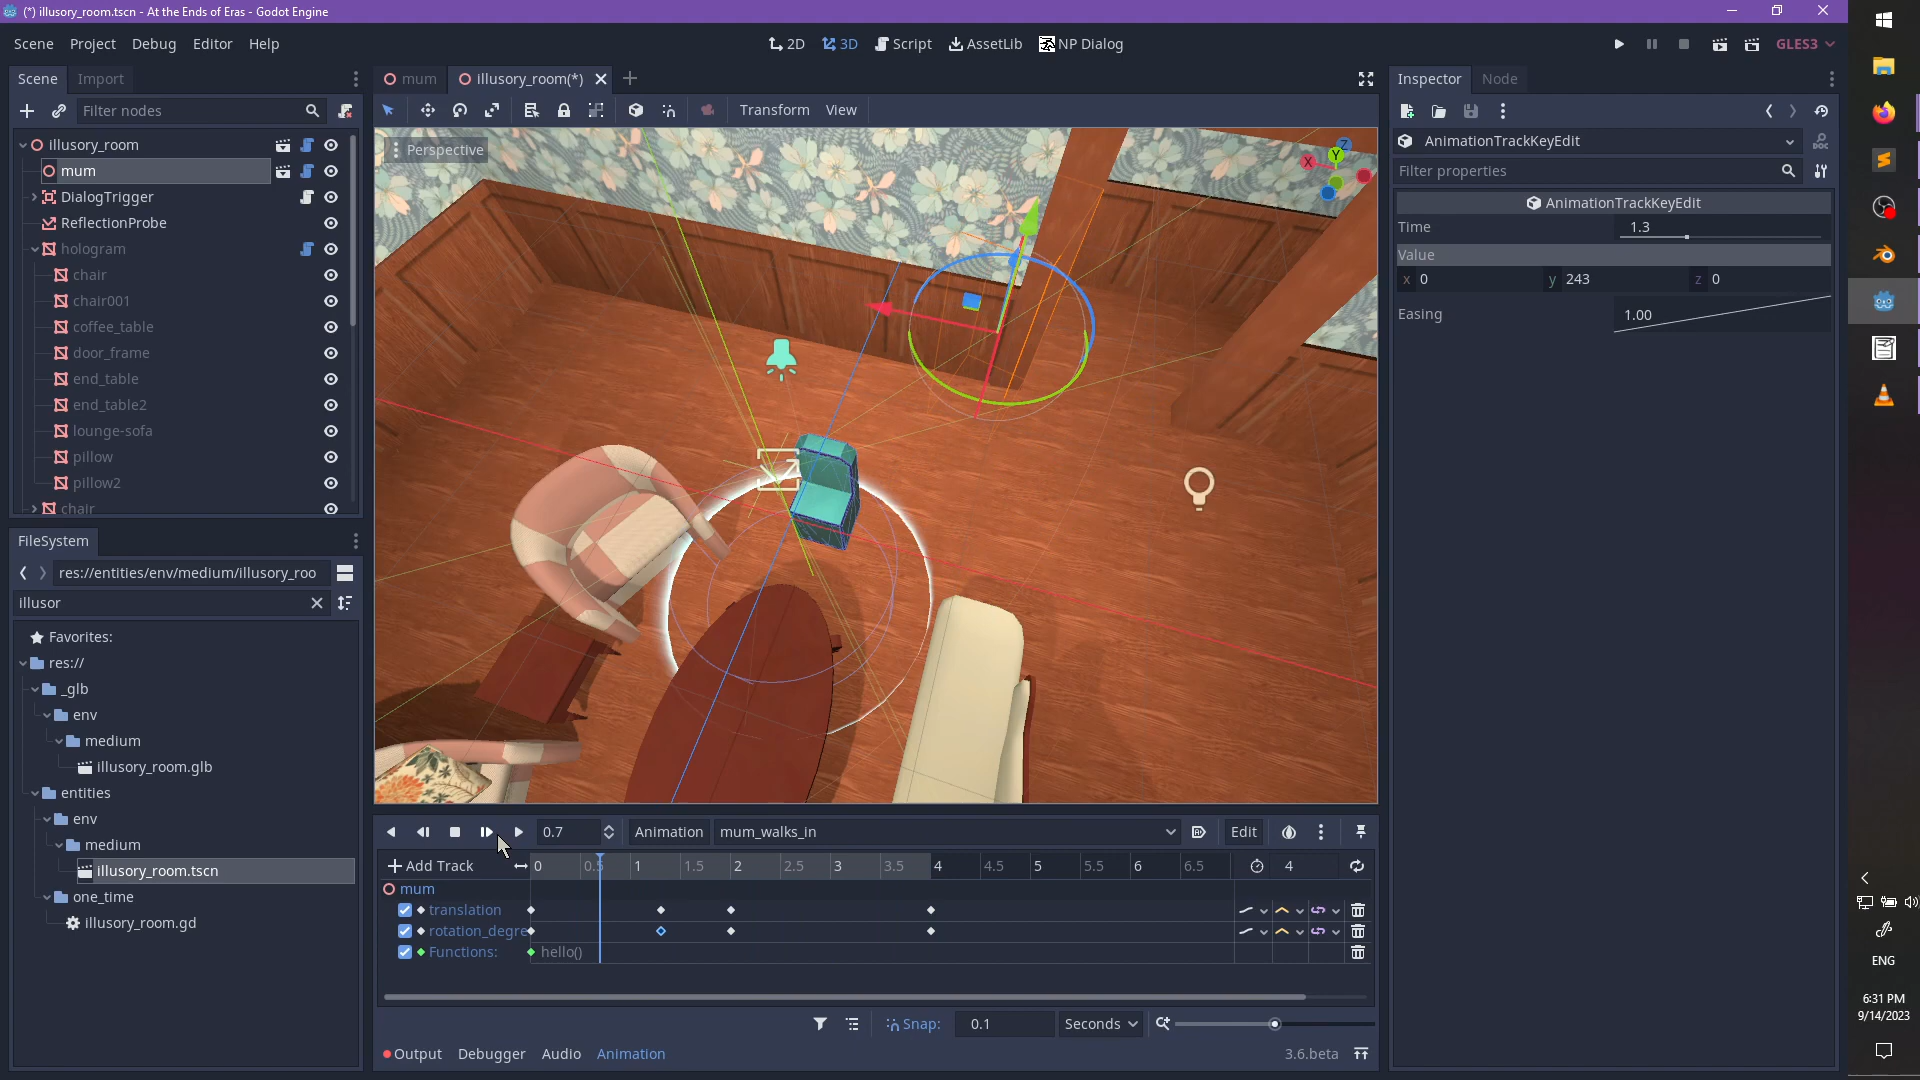 (*) illusory_room.tscn - At the Ends of Eras - Godot Engine
Scene Project Debug Editor Help
2D 3D Script AssetLib NP Dialog
GLES3
Scene Import
mum illusory_room(*)
Inspector Node
Filter nodes
Transform View
Perspective
X Y Z
illusory_room
mum
DialogTrigger
ReflectionProbe
hologram
chair
chair001
coffee_table
door_frame
end_table
end_table2
lounge-sofa
pillow
pillow2
chair
AnimationTrackKeyEdit
DOC
Filter properties
AnimationTrackKeyEdit
Time 1.3
Value
x 0 y 243 z 0
Easing 1.00
FileSystem
res://entities/env/medium/illusory_roo
illusor
Favorites:
res://
_glb
env
medium
illusory_room.glb
entities
env
medium
illusory_room.tscn
one_time
illusory_room.gd
0.7 Animation mum_walks_in Edit
Add Track 0 0.5 1 1.5 2 2.5 3 3.5 4 4.5 5 5.5 6 6.5 4
mum
translation
rotation_degre
Functions: hello()
Snap: 0.1 Seconds
Output Debugger Audio Animation 3.6.beta
ENG
6:31 PM
9/14/2023